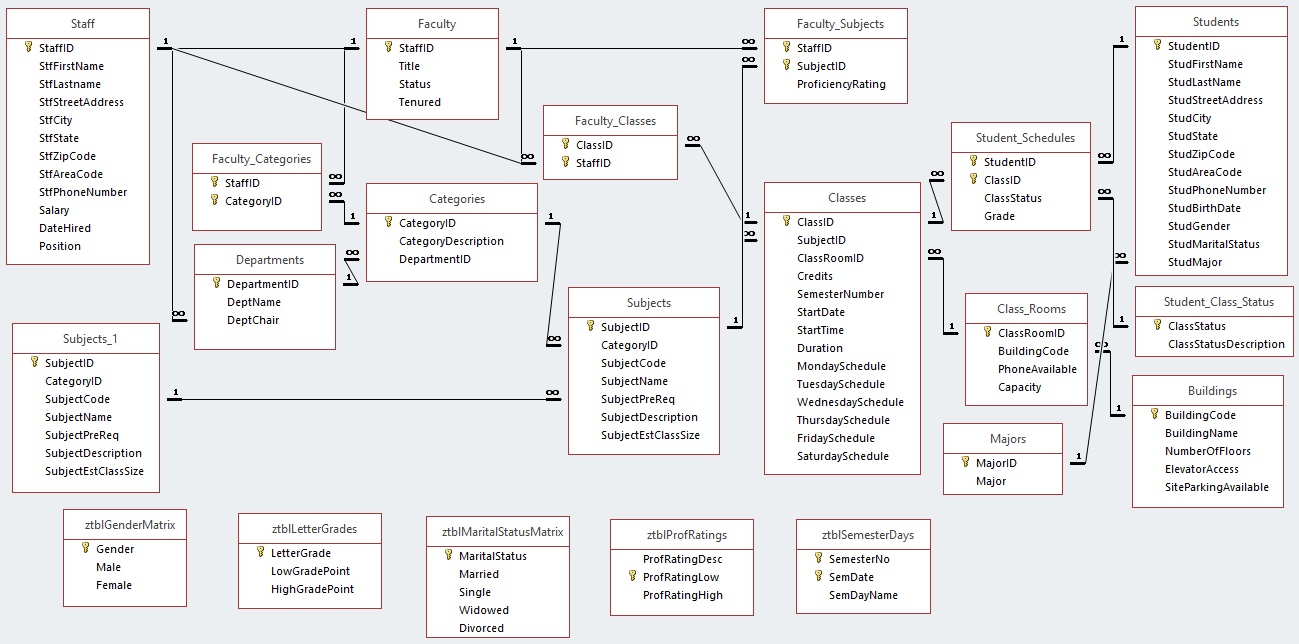 Staff
StaffID
StfFirstName
StfLastname
StfStreetAddress
StfCity
StfState
StfZipCode
StfAreaCode
StfPhoneNumber
Salary
DateHired
Position
1
1
Faculty
StaffID
Title
Status
Tenured
1
∞
∞
Faculty_Subjects
StaffID
SubjectID
ProficiencyRating
1
Students
StudentID
StudFirstName
StudLastName
StudStreetAddress
StudCity
StudState
StudZipCode
StudAreaCode
StudPhoneNumber
StudBirthDate
StudGender
StudMaritalStatus
StudMajor
Faculty_Classes
ClassID
StaffID
∞
∞
Student_Schedules
StudentID
ClassID
ClassStatus
Grade
∞
∞
∞
1
∞
Faculty_Categories
StaffID
CategoryID
∞
∞
1
Categories
CategoryID
CategoryDescription
DepartmentID
1
Classes
ClassID
SubjectID
ClassRoomID
Credits
SemesterNumber
StartDate
StartTime
Duration
MondaySchedule
TuesdaySchedule
WednesdaySchedule
ThursdaySchedule
FridaySchedule
SaturdaySchedule
1
∞
∞
Departments
DepartmentID
DeptName
DeptChair
∞
1
∞
Subjects
SubjectID
CategoryID
SubjectCode
SubjectName
SubjectPreReq
SubjectDescription
SubjectEstClassSize
1
∞
∞
Class_Rooms
ClassRoomID
BuildingCode
PhoneAvailable
Capacity
1
∞
Student_Class_Status
ClassStatus
ClassStatusDescription
1
Subjects_1
SubjectID
CategoryID
SubjectCode
SubjectName
SubjectPreReq
SubjectDescription
SubjectEstClassSize
1
Buildings
BuildingCode
BuildingName
NumberOfFloors
ElevatorAccess
SiteParkingAvailable
1
Majors
MajorID
Major
1
ztblGenderMatrix
Gender
Male
Female
ztblLetterGrades
LetterGrade
LowGradePoint
HighGradePoint
ztblMaritalStatusMatrix
MaritalStatus
Married
Single
Widowed
Divorced
ztblProfRatings
ProfRatingDesc
ProfRatingLow
ProfRatingHigh
ztblSemesterDays
SemesterNo
SemDate
SemDayName